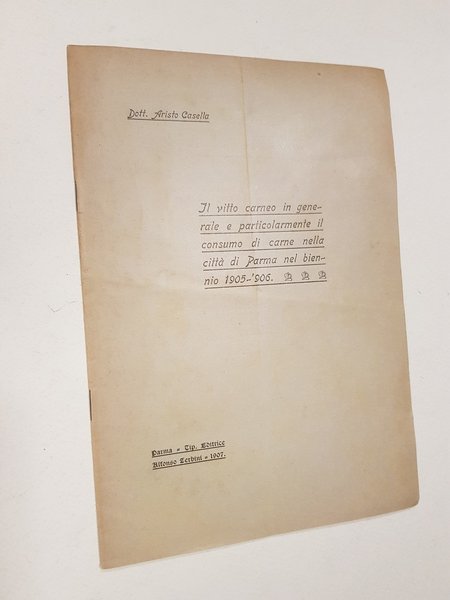 Dott. Aristo Casella
Il vitto carneo in gene-
rale e particolarmente il
consumo di carne nella
città di Parma nel bien-
nio 1905-'906.
Parma - Tip. Editrice
Alfonso Zerbini - 1907.